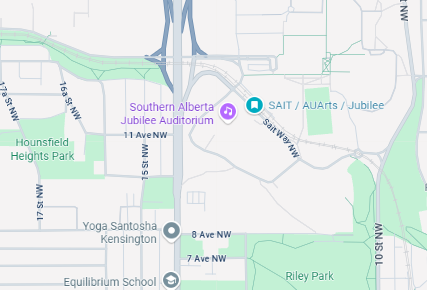 NW
17a St NW
16a St NW
Southern Alberta
Jubilee Auditorium
SAIT / AUArts / Jubilee
Sait Way NW
11 Ave NW
Hounsfield
Heights Park
15 St NW
17 St NW
Yoga Santosha
Kensington
8 Ave NW
10 St NW
7 Ave NW
Riley Park
Equilibrium School